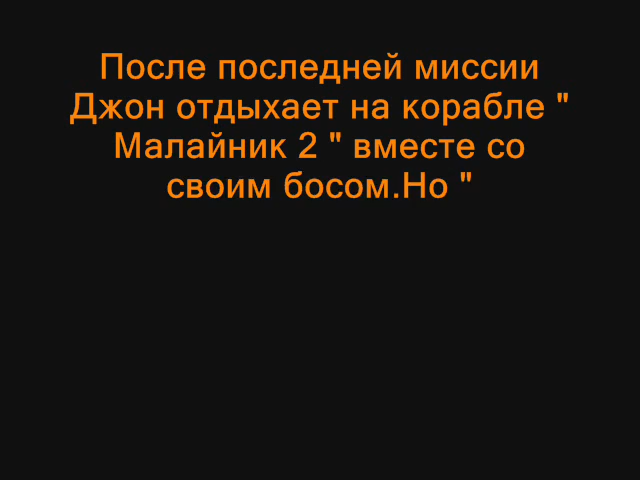 После последней миссии
Джон отдыхает на корабле "
Малайник 2 " вместе со
своим босом.Но "